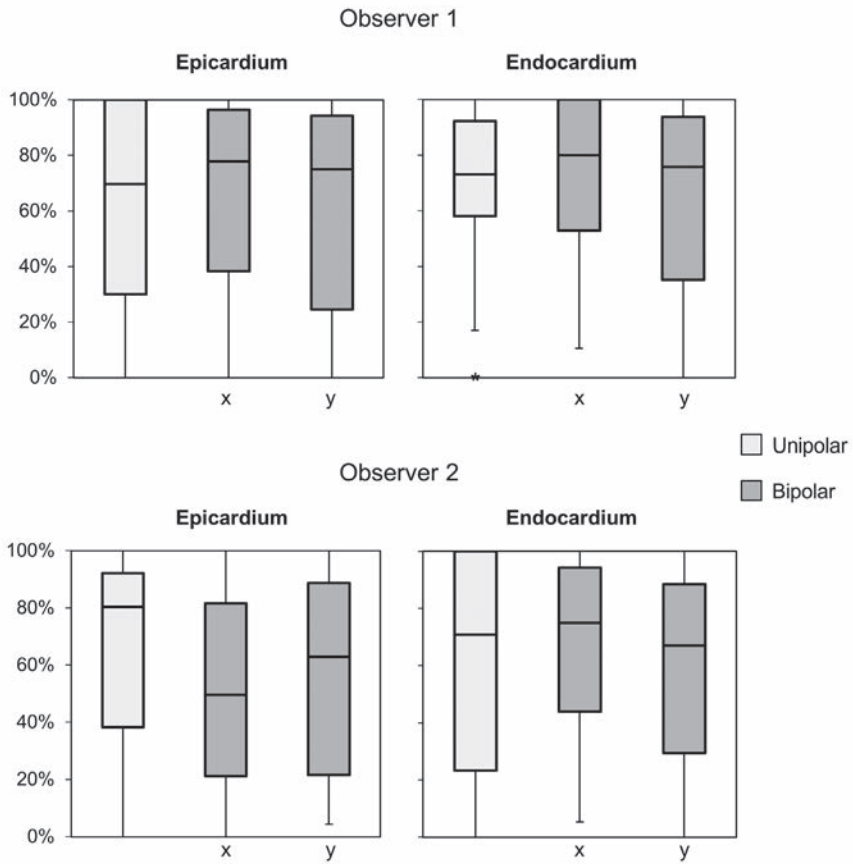 Observer 1
Epicardium
Endocardium
100%
80%
60%
40%
20%
0%
*
x y
x y
Unipolar
Bipolar
Observer 2
Epicardium
Endocardium
100%
80%
60%
40%
20%
0%
x y
x y